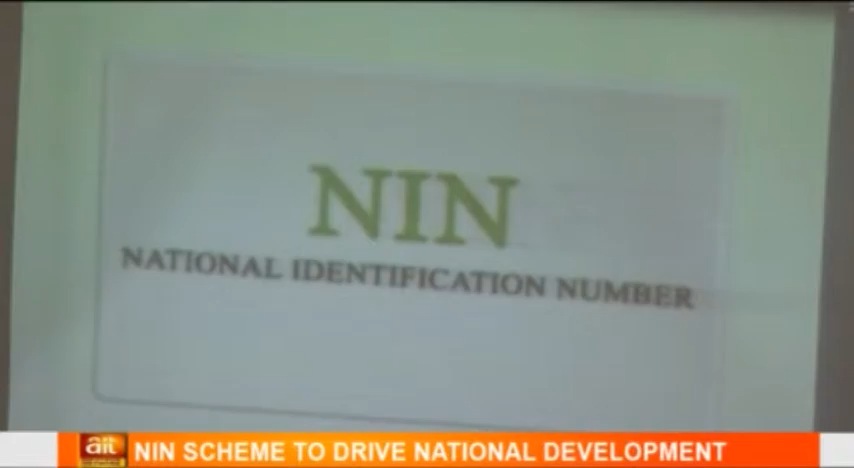 NIN
NATIONAL IDENTIFICATION NUMBER
ait
NIN SCHEME TO DRIVE NATIONAL DEVELOPMENT